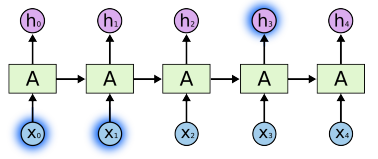 h₀ h₁ h₂ h₃ h₄
A A A A A
x₀ x₁ x₂ x₃ x₄